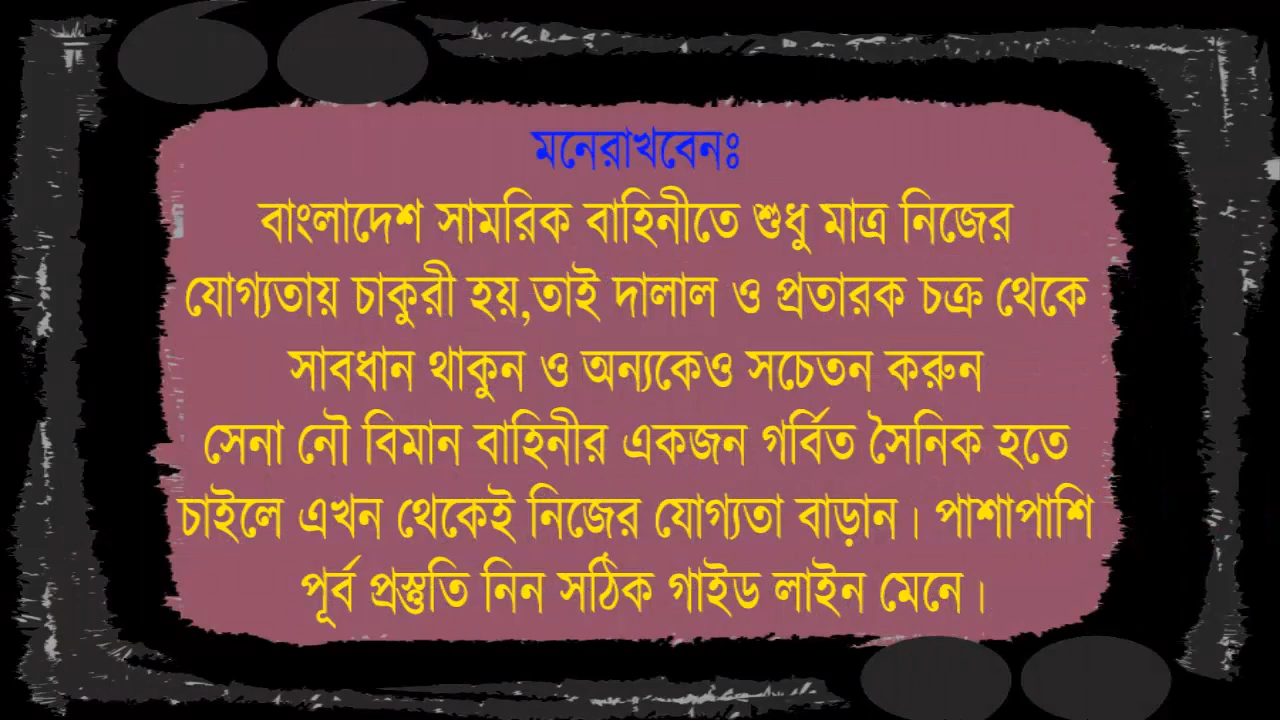 মনেরাখবেনঃ
বাংলাদেশ সামরিক বাহিনীতে শুধু মাত্র নিজের
যোগ্যতায় চাকুরী হয়,তাই দালাল ও প্রতারক চক্র থেকে
সাবধান থাকুন ও অন্যকেও সচেতন করুন
সেনা নৌ বিমান বাহিনীর একজন গর্বিত সৈনিক হতে
চাইলে এখন থেকেই নিজের যোগ্যতা বাড়ান। পাশাপাশি
পূর্ব প্রস্তুতি নিন সঠিক গাইড লাইন মেনে।